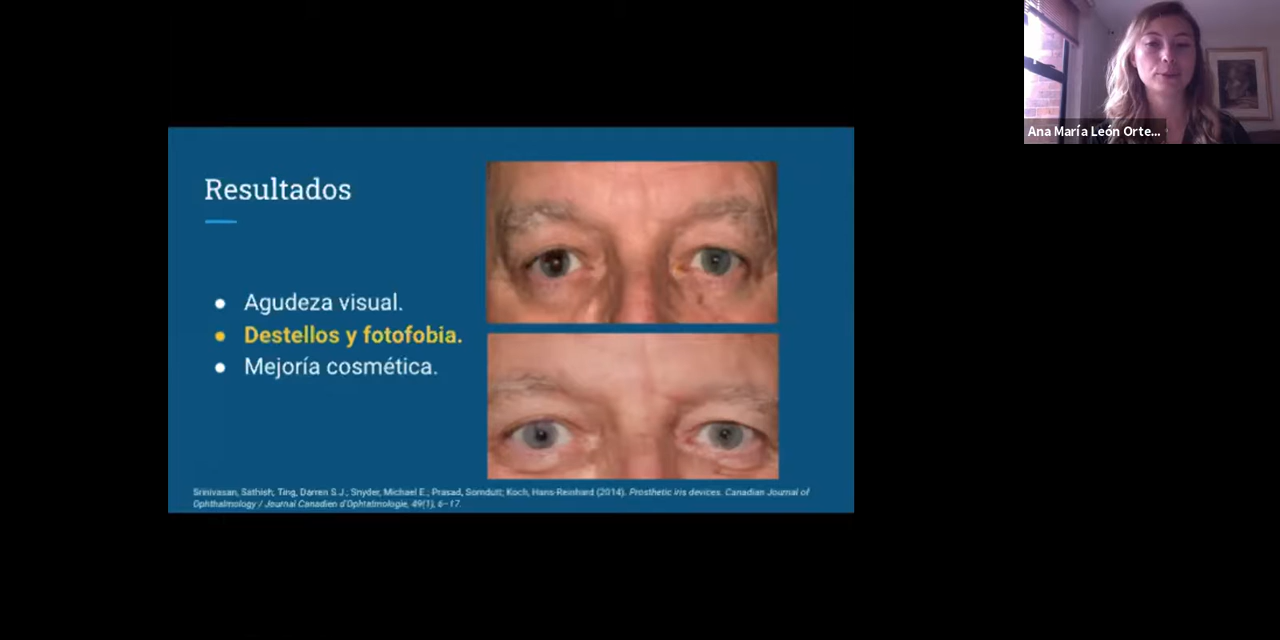 Ana María León Orte...
Resultados
Agudeza visual.
Destellos y fotofobia.
Mejoría cosmética.
Srinivasan, Sathish; Ting, Darren S.J.; Snyder, Michael E.; Prasad, Somdutt; Koch, Hans-Reinhard (2014). Prosthetic iris devices. Canadian Journal of
Ophthalmology / Journal Canadien d'Ophtalmologie, 49(1), 6–17.